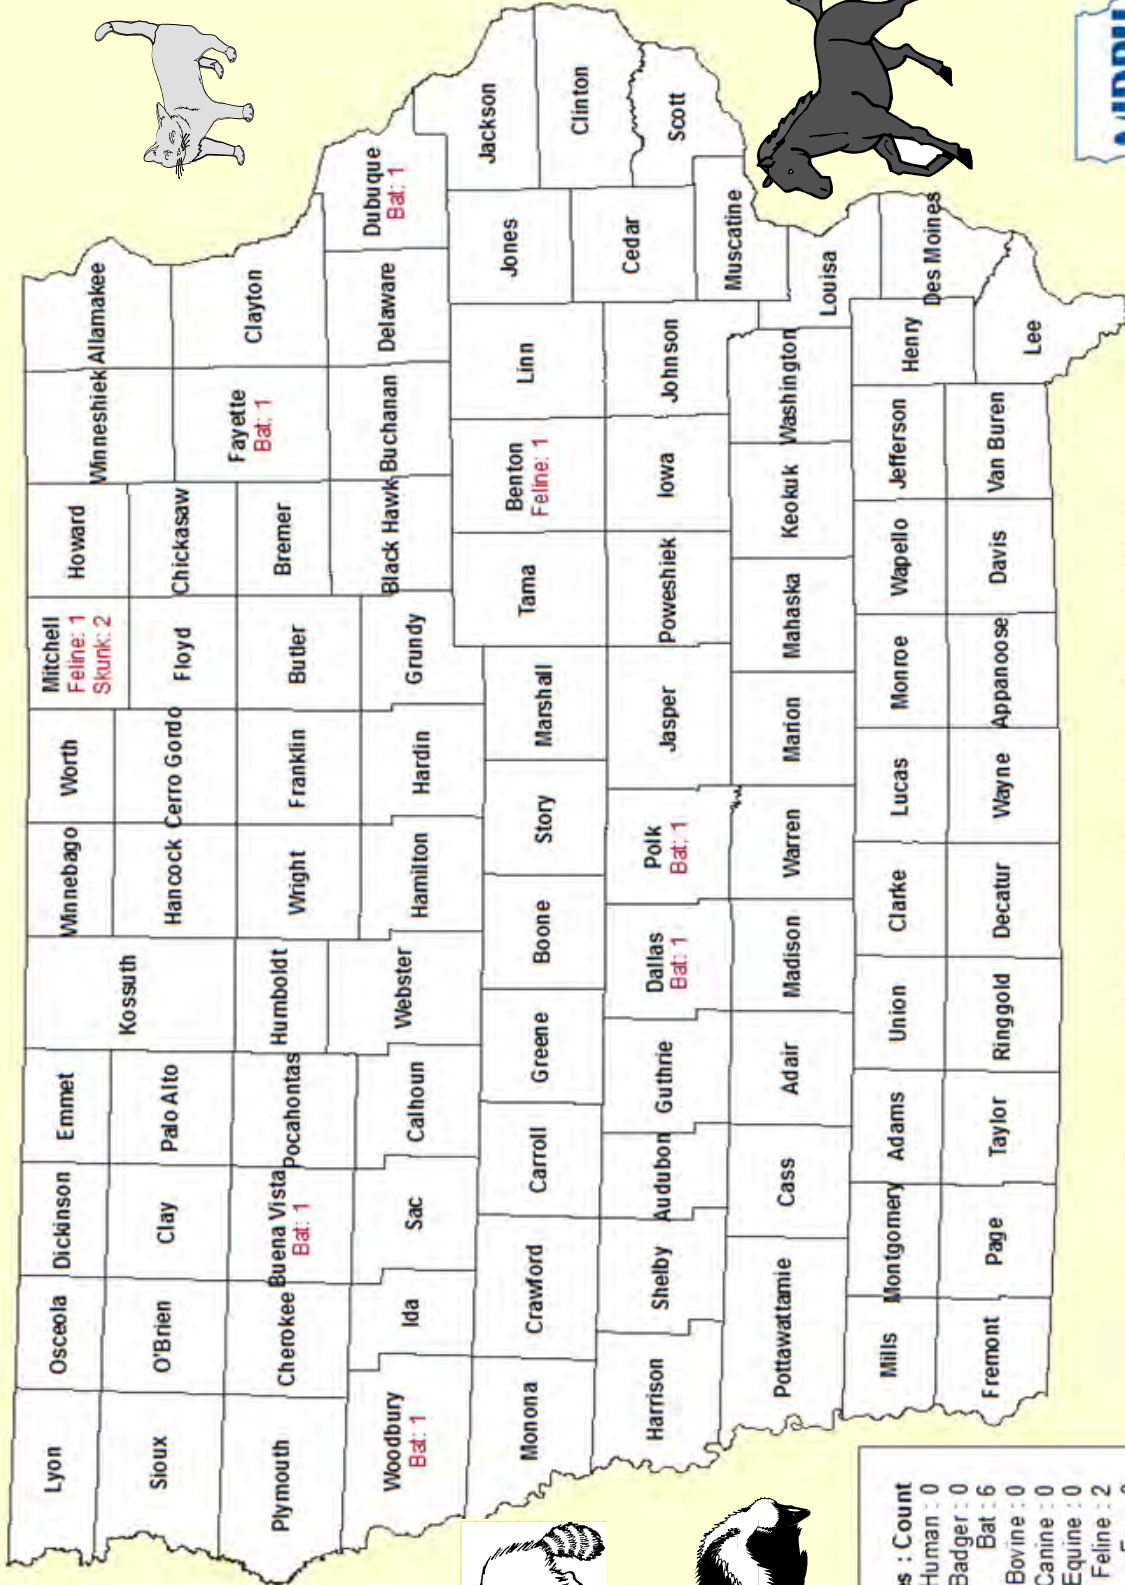 Lyon
Osceola
Dickinson
Emmet
Kossuth
Winnebago
Worth
Mitchell
Feline: 1
Skunk: 2
Howard
Winneshiek
Allamakee
Sioux
O'Brien
Clay
Palo Alto
Hancock
Cerro Gordo
Floyd
Chickasaw
Fayette
Bat: 1
Clayton
Plymouth
Cherokee
Buena Vista
Bat: 1
Pocahontas
Humboldt
Wright
Franklin
Butler
Bremer
Woodbury
Bat: 1
Ida
Sac
Calhoun
Webster
Hamilton
Hardin
Grundy
Black Hawk
Buchanan
Delaware
Dubuque
Bat: 1
Monona
Crawford
Carroll
Greene
Boone
Story
Marshall
Tama
Benton
Feline: 1
Linn
Jones
Jackson
Clinton
Harrison
Shelby
Audubon
Guthrie
Dallas
Bat: 1
Polk
Bat: 1
Jasper
Poweshiek
Iowa
Johnson
Cedar
Scott
Pottawattamie
Cass
Adair
Madison
Warren
Marion
Mahaska
Keokuk
Washington
Muscatine
Louisa
Mills
Montgomery
Adams
Union
Clarke
Lucas
Monroe
Wapello
Jefferson
Henry
Des Moines
Fremont
Page
Taylor
Ringgold
Decatur
Wayne
Appanoose
Davis
Van Buren
Lee
s : Count
Human : 0
Badger : 0
Bat : 6
Bovine : 0
Canine : 0
Equine : 0
Feline : 2